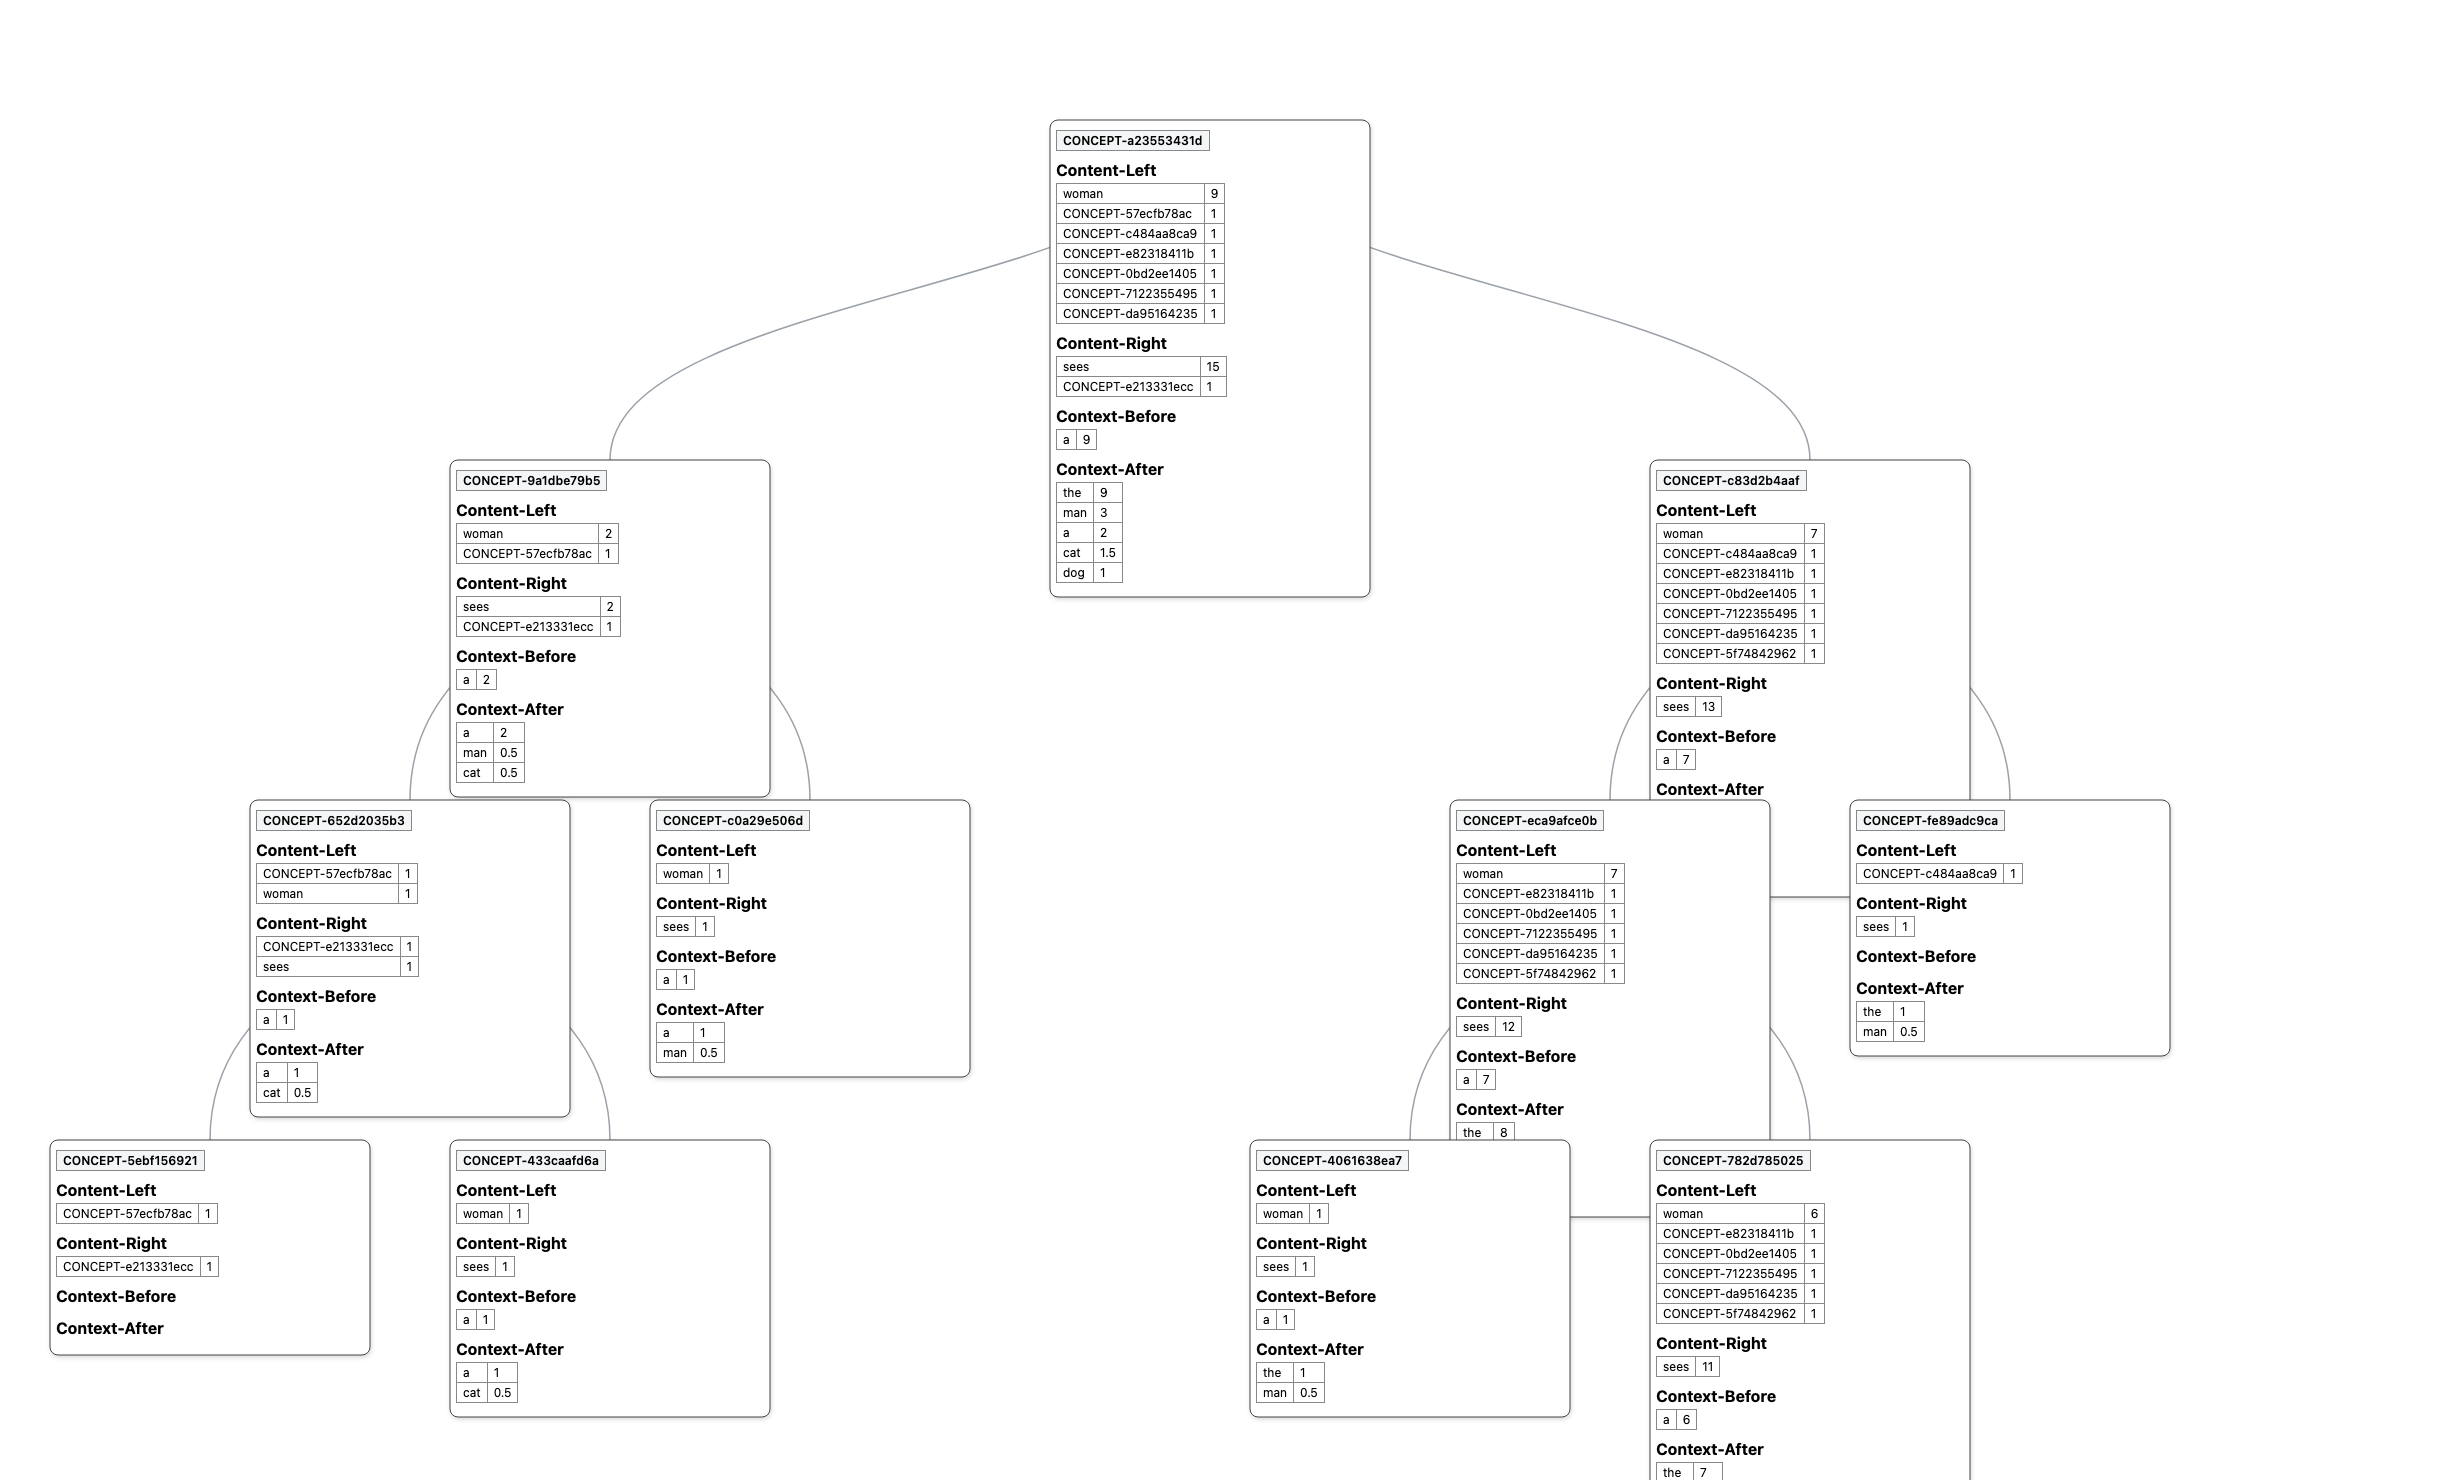 CONCEPT-a23553431d
Content-Left
woman 9
CONCEPT-57ecfb78ac 1
CONCEPT-c484aa8ca9 1
CONCEPT-e82318411b 1
CONCEPT-0bd2ee1405 1
CONCEPT-7122355495 1
CONCEPT-da95164235 1
Content-Right
sees 15
CONCEPT-e213331ecc 1
Context-Before
a 9
Context-After
the 9
man 3
a 2
cat 1.5
dog 1
CONCEPT-9a1dbe79b5
Content-Left
woman 2
CONCEPT-57ecfb78ac 1
Content-Right
sees 2
CONCEPT-e213331ecc 1
Context-Before
a 2
Context-After
a 2
man 0.5
cat 0.5
CONCEPT-c83d2b4aaf
Content-Left
woman 7
CONCEPT-c484aa8ca9 1
CONCEPT-e82318411b 1
CONCEPT-0bd2ee1405 1
CONCEPT-7122355495 1
CONCEPT-da95164235 1
CONCEPT-5f74842962 1
Content-Right
sees 13
Context-Before
a 7
Context-After
CONCEPT-652d2035b3
Content-Left
CONCEPT-57ecfb78ac 1
woman 1
Content-Right
CONCEPT-e213331ecc 1
sees 1
Context-Before
a 1
Context-After
a 1
cat 0.5
CONCEPT-c0a29e506d
Content-Left
woman 1
Content-Right
sees 1
Context-Before
a 1
Context-After
a 1
man 0.5
CONCEPT-eca9afce0b
Content-Left
woman 7
CONCEPT-e82318411b 1
CONCEPT-0bd2ee1405 1
CONCEPT-7122355495 1
CONCEPT-da95164235 1
CONCEPT-5f74842962 1
Content-Right
sees 12
Context-Before
a 7
Context-After
the 8
CONCEPT-fe89adc9ca
Content-Left
CONCEPT-c484aa8ca9 1
Content-Right
sees 1
Context-Before
Context-After
the 1
man 0.5
CONCEPT-5ebf156921
Content-Left
CONCEPT-57ecfb78ac 1
Content-Right
CONCEPT-e213331ecc 1
Context-Before
Context-After
CONCEPT-433caafd6a
Content-Left
woman 1
Content-Right
sees 1
Context-Before
a 1
Context-After
a 1
cat 0.5
CONCEPT-4061638ea7
Content-Left
woman 1
Content-Right
sees 1
Context-Before
a 1
Context-After
the 1
man 0.5
CONCEPT-782d785025
Content-Left
woman 6
CONCEPT-e82318411b 1
CONCEPT-0bd2ee1405 1
CONCEPT-7122355495 1
CONCEPT-da95164235 1
CONCEPT-5f74842962 1
Content-Right
sees 11
Context-Before
a 6
Context-After
the 7